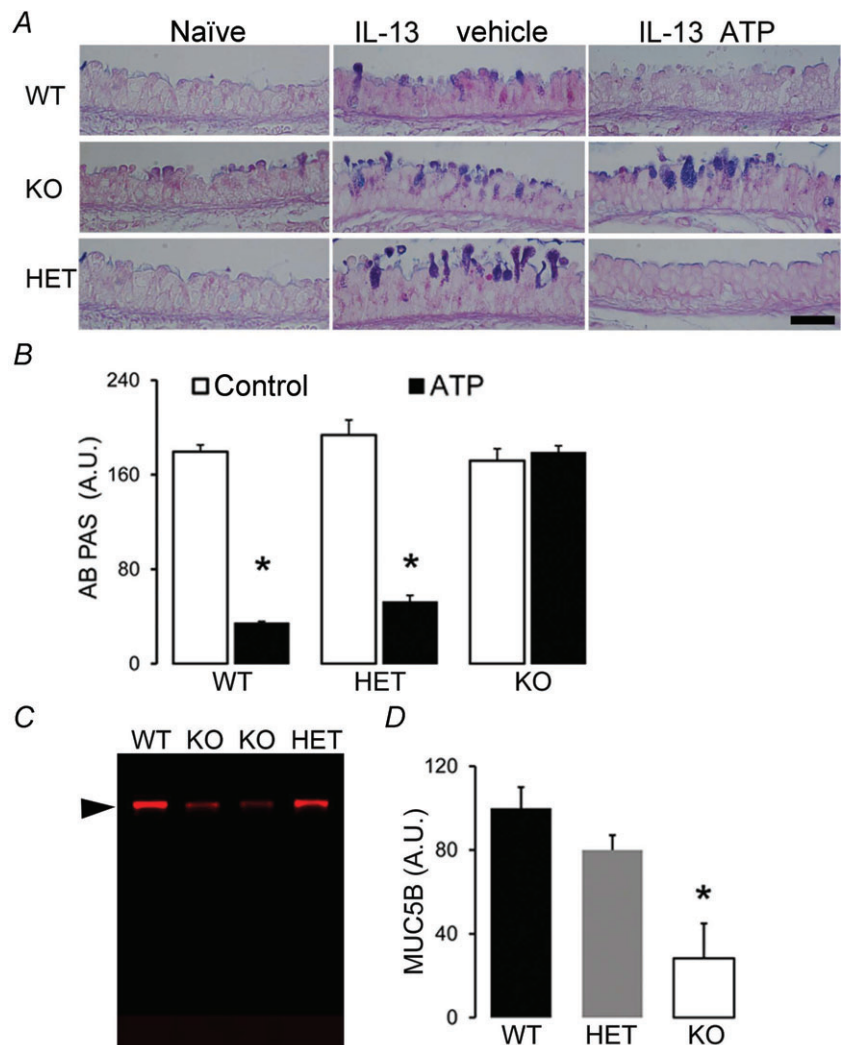 A
Naïve IL-13 vehicle IL-13 ATP
WT
KO
HET
B
240
160
80
0
AB PAS (A.U.)
Control ATP
*
*
WT HET KO
C
WT KO KO HET
D
120
80
40
0
MUC5B (A.U.)
*
WT HET KO